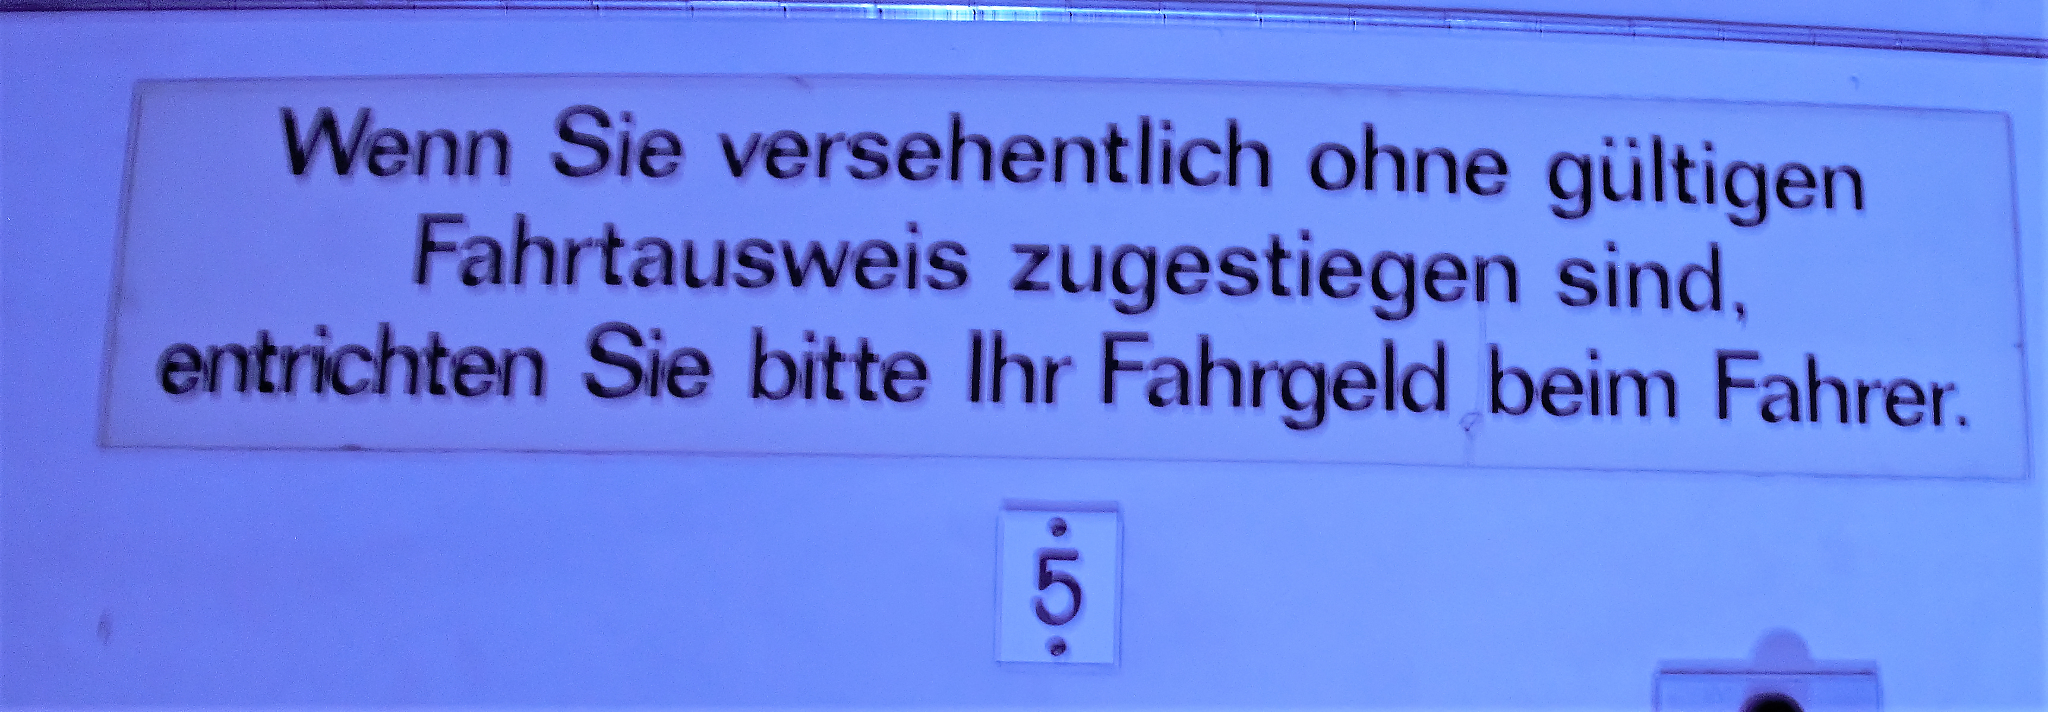 Wenn Sie versehentlich ohne gültigen
Fahrtausweis zugestiegen sind,
entrichten Sie bitte Ihr Fahrgeld beim Fahrer.
5